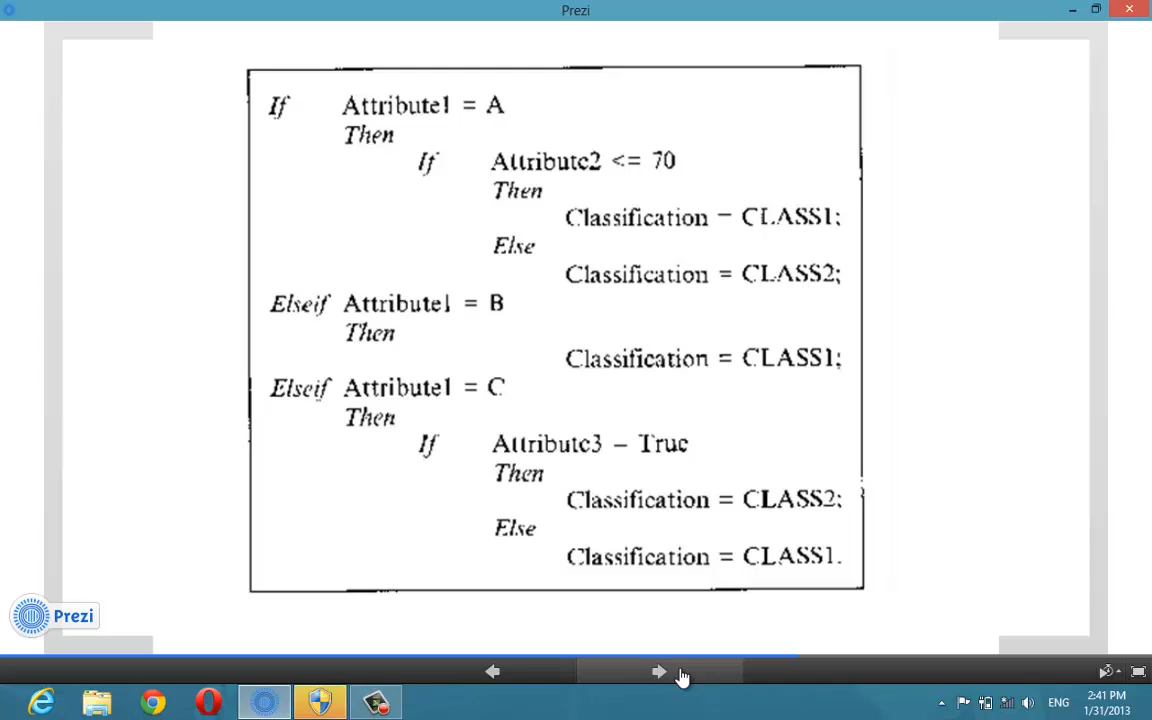 Prezi
If Attribute1 = A
Then
If Attribute2 <= 70
Then
Classification = CLASS1;
Else
Classification = CLASS2;
Elseif Attribute1 = B
Then
Classification = CLASS1;
Elseif Attribute1 = C
Then
If Attribute3 = True
Then
Classification = CLASS2;
Else
Classification = CLASS1.
Prezi
ENG
2:41 PM
1/31/2013